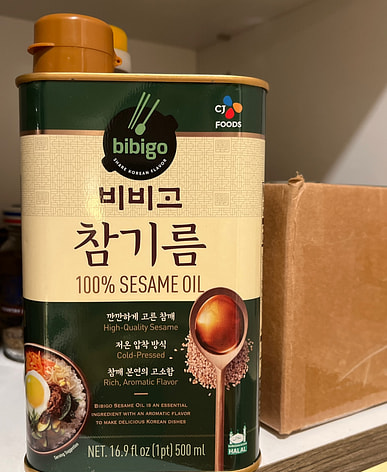 bibigo
SHARE KOREAN FLAVOR
CJ
FOODS
비비고
참기름
100% SESAME OIL
깐깐하게 고른 참깨
High-Quality Sesame
저온 압착 방식
Cold-Pressed
참깨 본연의 고소함
Rich, Aromatic Flavor
BIBIGO SESAME OIL IS AN ESSENTIAL
INGREDIENT WITH AN AROMATIC FLAVOR
TO MAKE DELICIOUS KOREAN DISHES
Serving Suggestion
HALAL
NET. 16.9 fl oz (1pt) 500 ml